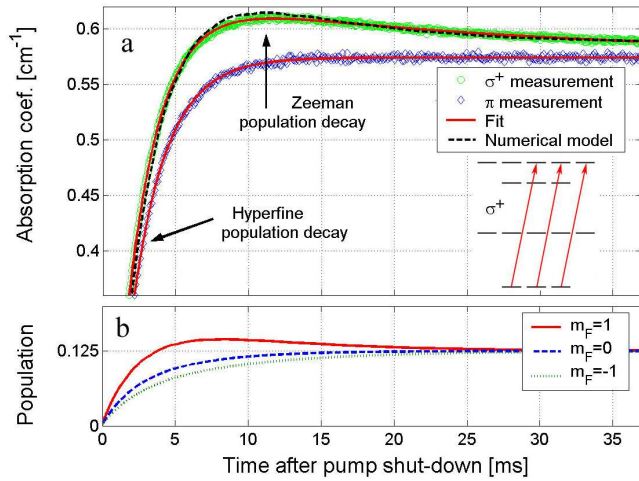 a
Absorption coef. [cm⁻¹]
0.6
0.55
0.5
0.45
0.4
Zeeman
population decay
Hyperfine
population decay
σ⁺ measurement
π measurement
Fit
Numerical model
σ⁺
b
Population
0.125
0
m_F=1
m_F=0
m_F=-1
0 5 10 15 20 25 30 35
Time after pump shut-down [ms]